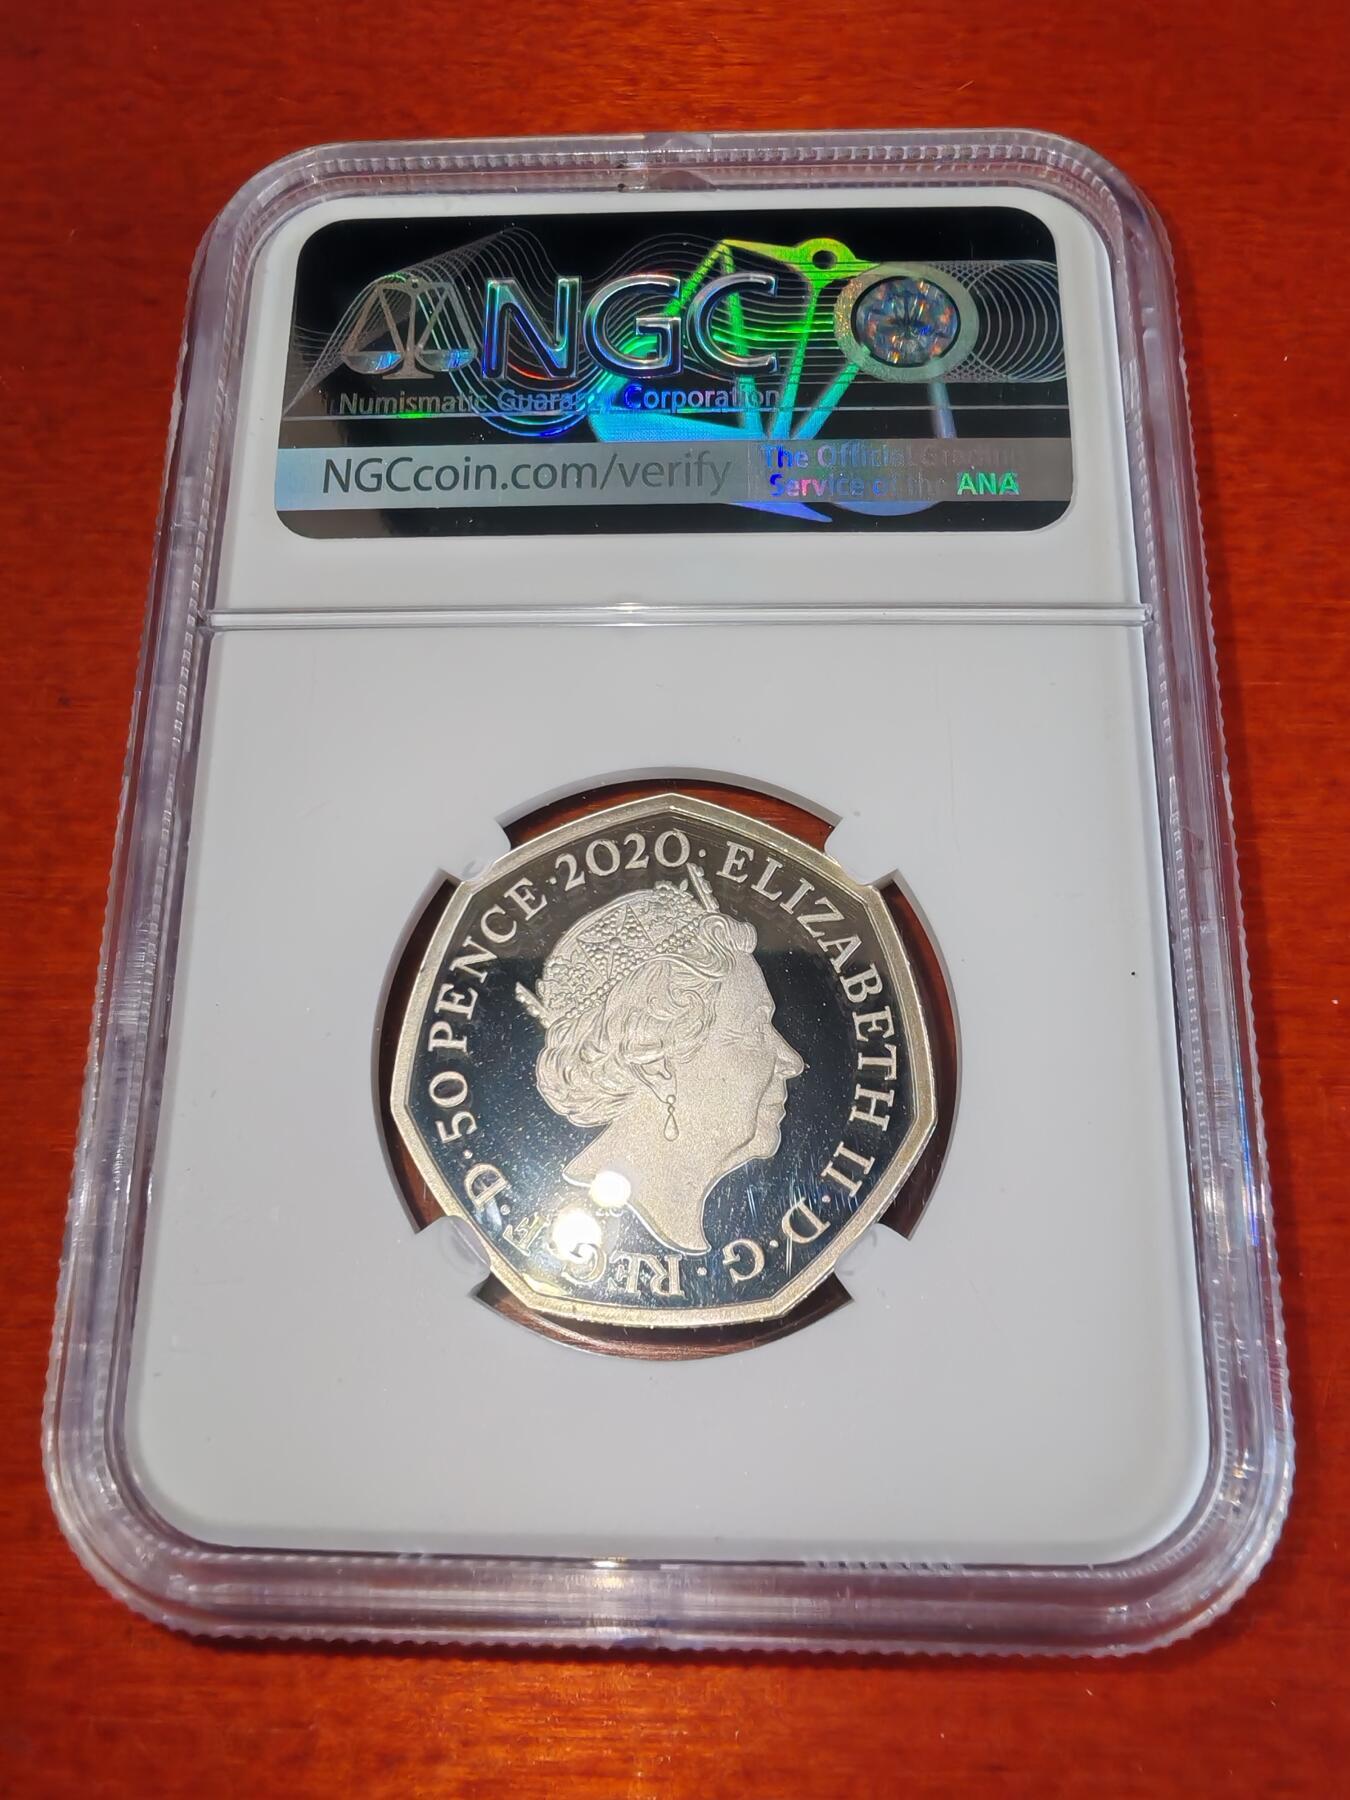 NGC
Numismatic Guaranty Corporation
NGCcoin.com/verify
The Official Grading
Service of the ANA
ELIZABETH II · D · G · REG · F · D · 50 PENCE · 2020 ·